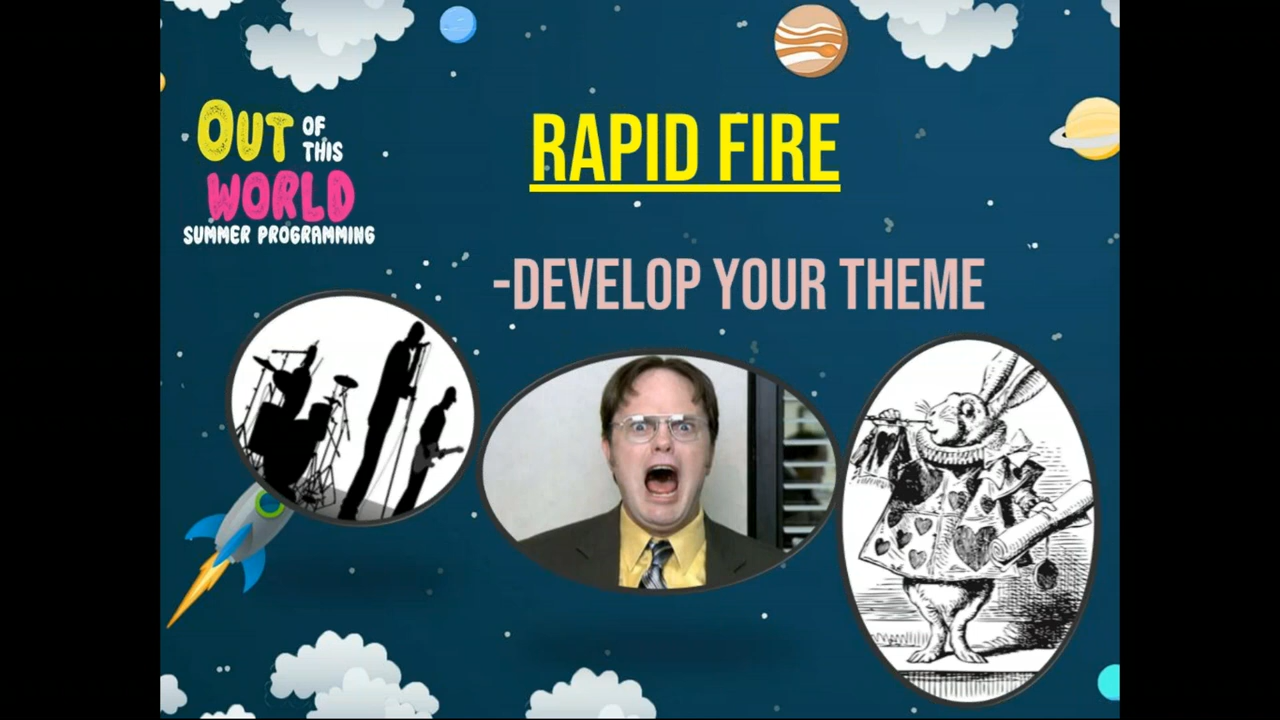 OUT OF
THIS
WORLD
SUMMER PROGRAMMING
RAPID FIRE
-DEVELOP YOUR THEME